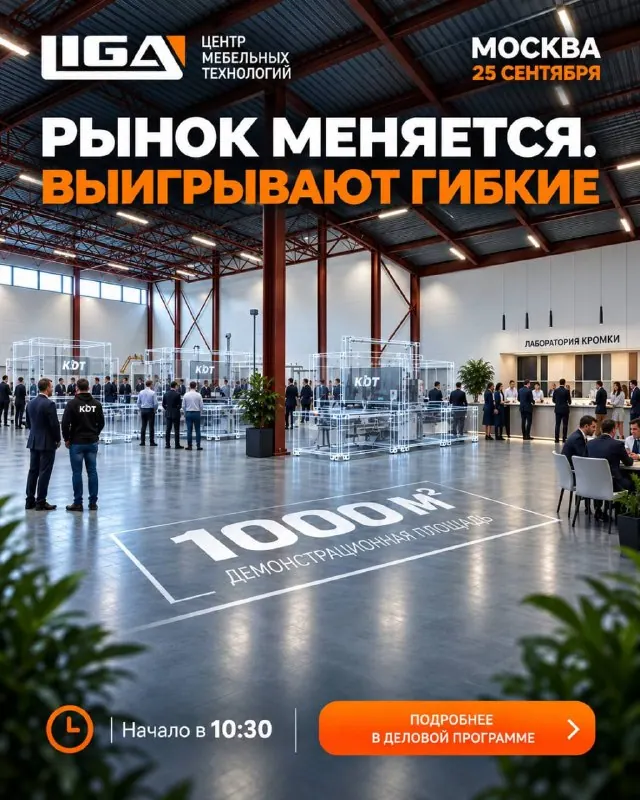 LIGA
ЦЕНТР
МЕБЕЛЬНЫХ
ТЕХНОЛОГИЙ
МОСКВА
25 СЕНТЯБРЯ
РЫНОК МЕНЯЕТСЯ.
ВЫИГРЫВАЮТ ГИБКИЕ
ЛАБОРАТОРИЯ КРОМКИ
KDT
KDT
KDT
KDT
1000 М²
ДЕМОНСТРАЦИОННАЯ ПЛОЩАДЬ
Начало в 10:30
ПОДРОБНЕЕ
В ДЕЛОВОЙ ПРОГРАММЕ